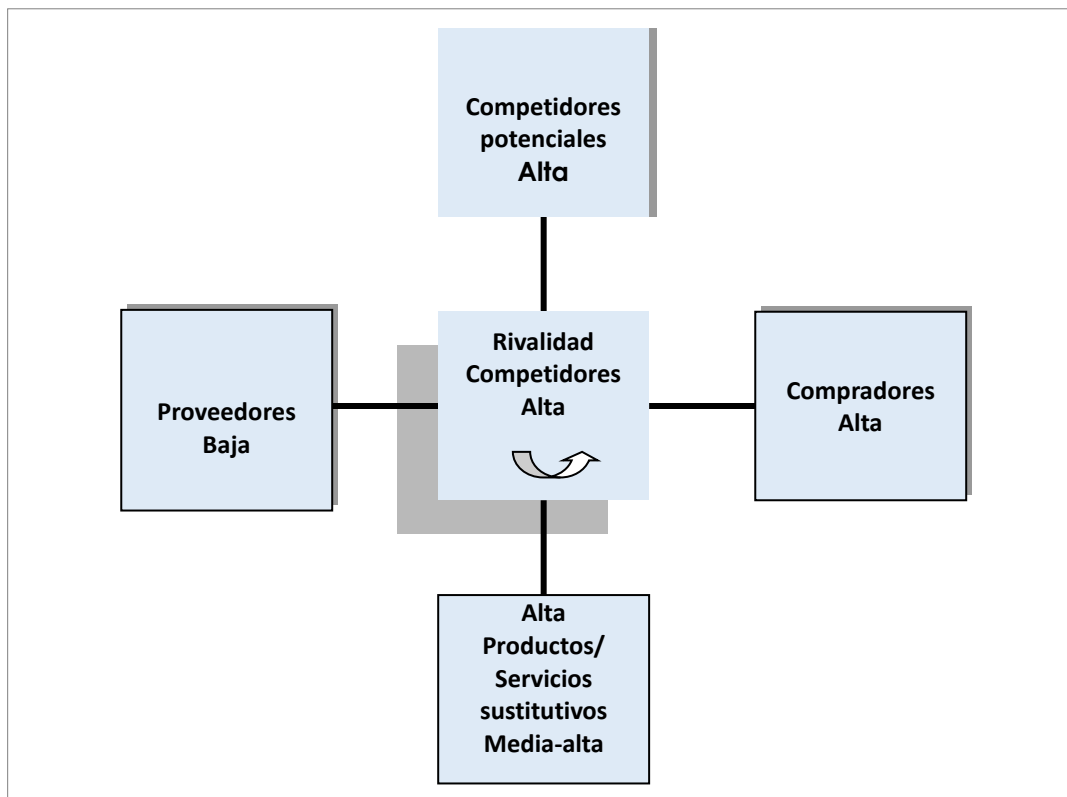 Competidores
potenciales
Alta
Rivalidad
Competidores
Alta
Proveedores
Baja
Compradores
Alta
Alta
Productos/
Servicios
sustitutivos
Media-alta